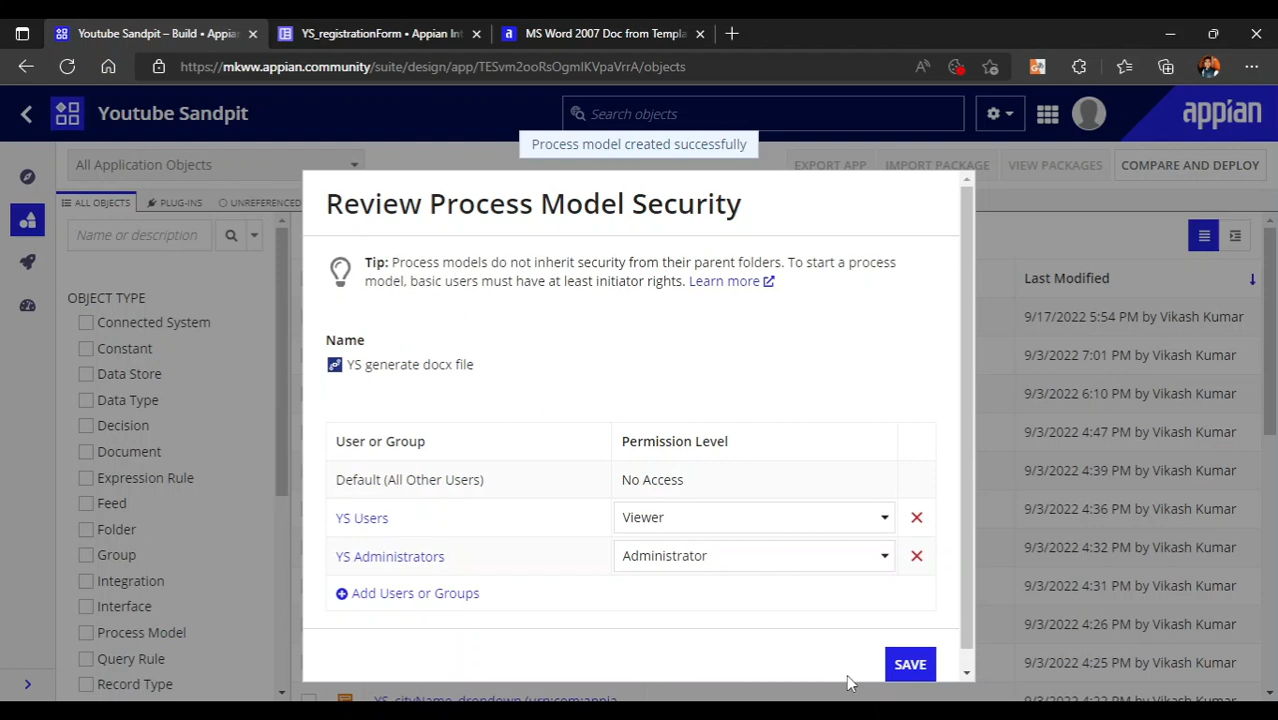 Youtube Sandpit – Build • Appian
YS_registrationForm • Appian Int
MS Word 2007 Doc from Templa
https://mkww.appian.community/suite/design/app/TESvm2ooRsOgmIKVpaVrrA/objects
Youtube Sandpit
Search objects
appian
Process model created successfully
All Application Objects
EXPORT APP
IMPORT PACKAGE
VIEW PACKAGES
COMPARE AND DEPLOY
ALL OBJECTS
PLUG-INS
UNREFERENCED
Name or description
OBJECT TYPE
Connected System
Constant
Data Store
Data Type
Decision
Document
Expression Rule
Feed
Folder
Group
Integration
Interface
Process Model
Query Rule
Record Type
Review Process Model Security
Tip: Process models do not inherit security from their parent folders. To start a process
model, basic users must have at least initiator rights. Learn more
Name
YS generate docx file
User or Group
Permission Level
Default (All Other Users)
No Access
YS Users
Viewer
YS Administrators
Administrator
Add Users or Groups
SAVE
Last Modified
9/17/2022 5:54 PM by Vikash Kumar
9/3/2022 7:01 PM by Vikash Kumar
9/3/2022 6:10 PM by Vikash Kumar
9/3/2022 4:47 PM by Vikash Kumar
9/3/2022 4:39 PM by Vikash Kumar
9/3/2022 4:36 PM by Vikash Kumar
9/3/2022 4:32 PM by Vikash Kumar
9/3/2022 4:31 PM by Vikash Kumar
9/3/2022 4:26 PM by Vikash Kumar
9/3/2022 4:25 PM by Vikash Kumar